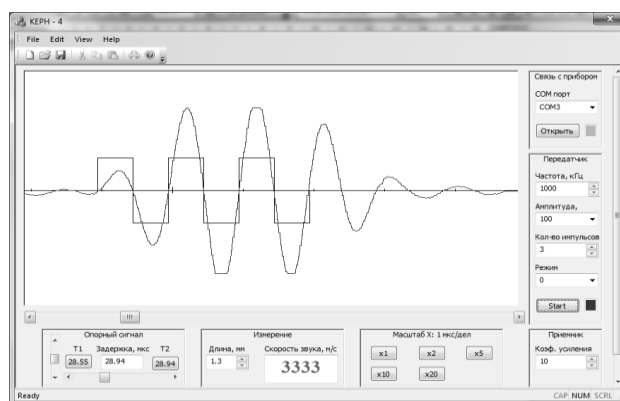 КЕРН - 4
File Edit View Help
Связь с прибором
COM порт
COM3
Открыть
Передатчик
Частота, кГц
1000
Амплитуда,
100
Кол-во импульсов
3
Режим
0
Start
Опорный сигнал
T1 Задержка, мкс T2
28.55 28.94 28.94
Измерение
Длина, мм Скорость звука, м/с
1.3 3333
Масштаб X: 1 мкс/дел
x1 x2 x5
x10 x20
Приемник
Коэф. усиления
10
Ready CAP NUM SCRL